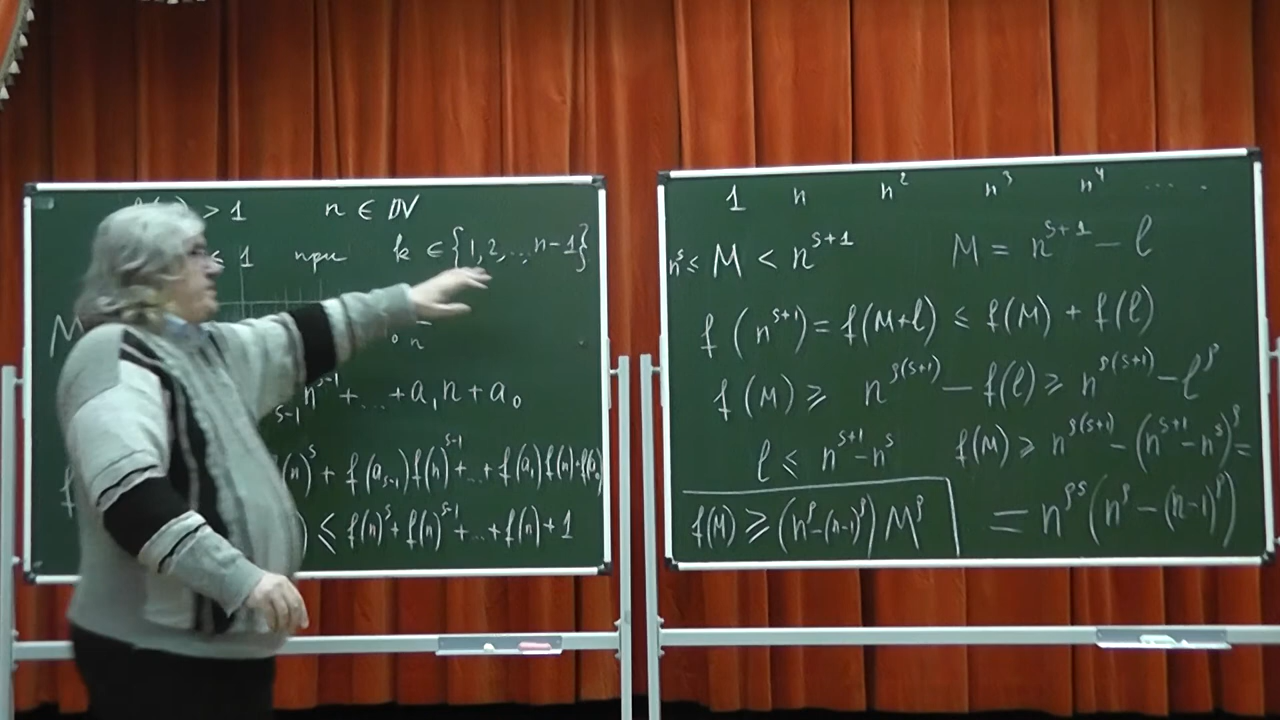 > 1 n ∈ ℕ
≤ 1 при k ∈ {1, 2, ..., n-1}
M
n^{s-1} + ... + a_1 n + a_0
(n)^s + f(a_{s-1}) f(n)^{s-1} + ... + f(a_1) f(n) + f(a_0)
) ≤ f(n)^s + f(n)^{s-1} + ... + f(n) + 1
1 n n^2 n^3 n^4 .....
n^s ≤ M < n^{s+1} M = n^{s+1} - l
f(n^{s+1}) = f(M+l) ≤ f(M) + f(l)
f(M) ≥ n^{ρ(s+1)} - f(l) ≥ n^{ρ(s+1)} - l^ρ
l ≤ n^{s+1} - n^s f(M) ≥ n^{ρ(s+1)} - (n^{s+1} - n^s)^ρ =
f(M) ≥ (n^ρ - (n-1)^ρ) M^ρ = n^{ρs} (n^ρ - (n-1)^ρ)